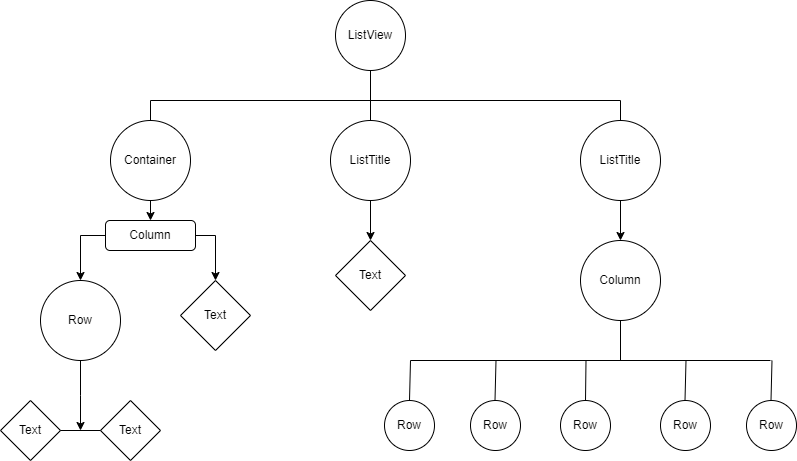 ListView
Container
ListTitle
ListTitle
Column
Text
Column
Row
Text
Text
Text
Row
Row
Row
Row
Row